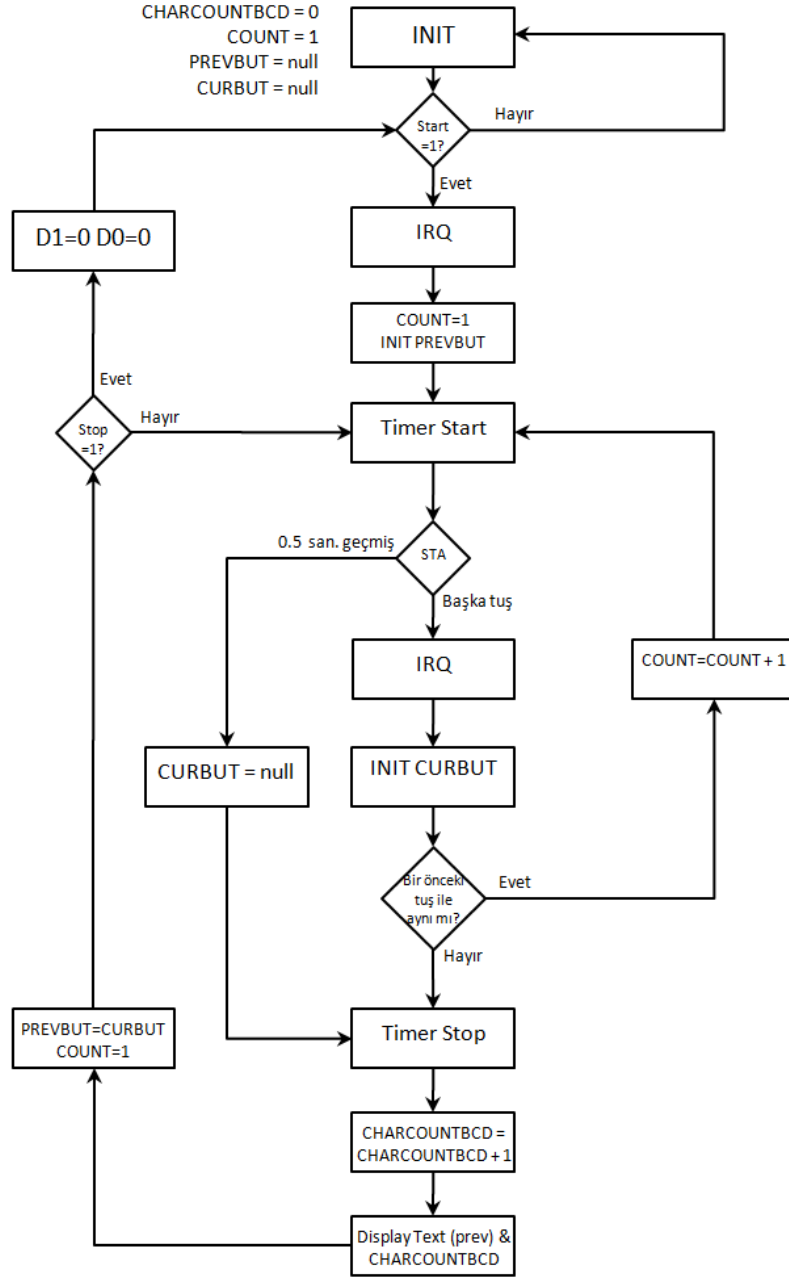 CHARCOUNTBCD = 0
COUNT = 1
PREVBUT = null
CURBUT = null
INIT
Start
=1?
Hayır
Evet
D1=0 D0=0
IRQ
COUNT=1
INIT PREVBUT
Evet
Stop
=1?
Hayır
Timer Start
0.5 san. geçmiş
STA
Başka tuş
IRQ
COUNT=COUNT + 1
CURBUT = null
INIT CURBUT
Bir önceki
tuş ile
aynı mı?
Evet
Hayır
PREVBUT=CURBUT
COUNT=1
Timer Stop
CHARCOUNTBCD =
CHARCOUNTBCD + 1
Display Text (prev) &
CHARCOUNTBCD